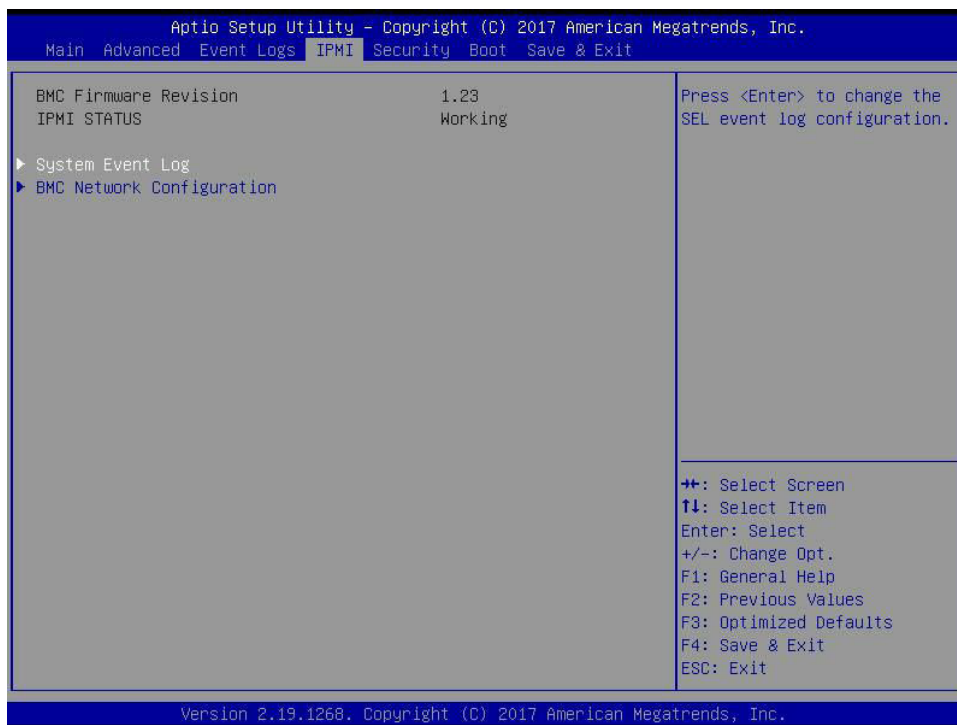 Aptio Setup Utility – Copyright (C) 2017 American Megatrends, Inc.
Main Advanced Event Logs IPMI Security Boot Save & Exit
BMC Firmware Revision 1.23
IPMI STATUS Working
System Event Log
BMC Network Configuration
Press <Enter> to change the
SEL event log configuration.
→←: Select Screen
↑↓: Select Item
Enter: Select
+/-: Change Opt.
F1: General Help
F2: Previous Values
F3: Optimized Defaults
F4: Save & Exit
ESC: Exit
Version 2.19.1268. Copyright (C) 2017 American Megatrends, Inc.